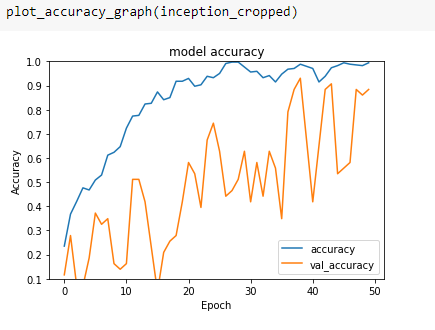 plot_accuracy_graph(inception_cropped)
model accuracy
1.0
0.9
0.8
0.7
0.6
0.5
0.4
0.3
0.2
0.1
Accuracy
0 10 20 30 40 50
Epoch
accuracy
val_accuracy